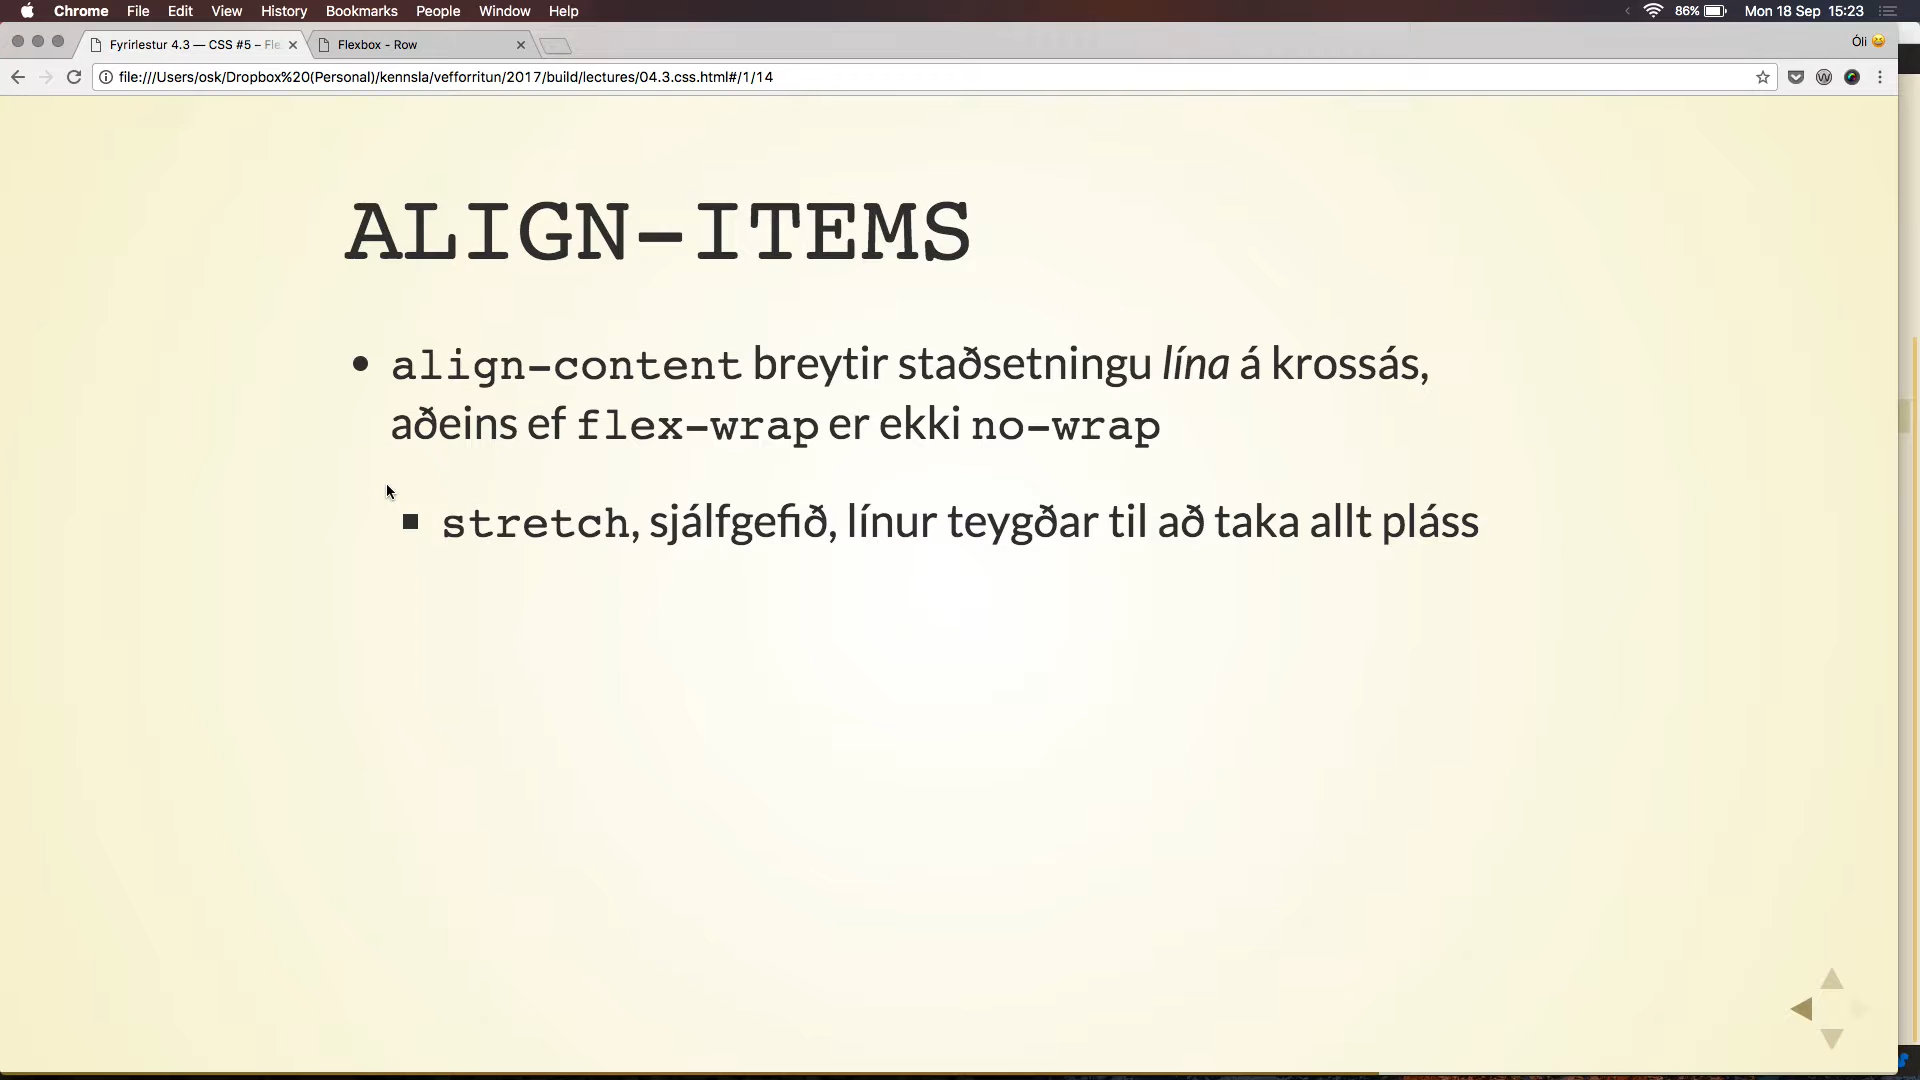 Chrome File Edit View History Bookmarks People Window Help 86% Mon 18 Sep 15:23
Fyrirlestur 4.3 — CSS #5 – Fle Flexbox - Row Óli
file:///Users/osk/Dropbox%20(Personal)/kennsla/vefforritun/2017/build/lectures/04.3.css.html#/1/14
ALIGN-ITEMS
align-content breytir staðsetningu lína á krossás,
aðeins ef flex-wrap er ekki no-wrap
stretch, sjálfgefið, línur teygðar til að taka allt pláss